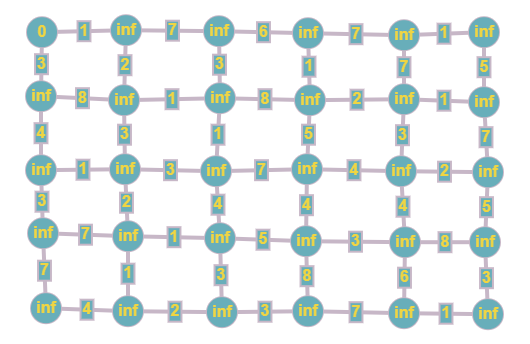 0 1 inf 7 inf 6 inf 7 inf 1 inf
3 2 3 1 7 5
inf 8 inf 1 inf 8 inf 2 inf 1 inf
4 3 1 5 3 7
inf 1 inf 3 inf 7 inf 4 inf 2 inf
3 2 4 4 4 5
inf 7 inf 1 inf 5 inf 3 inf 8 inf
7 1 3 8 6 3
inf 4 inf 2 inf 3 inf 7 inf 1 inf